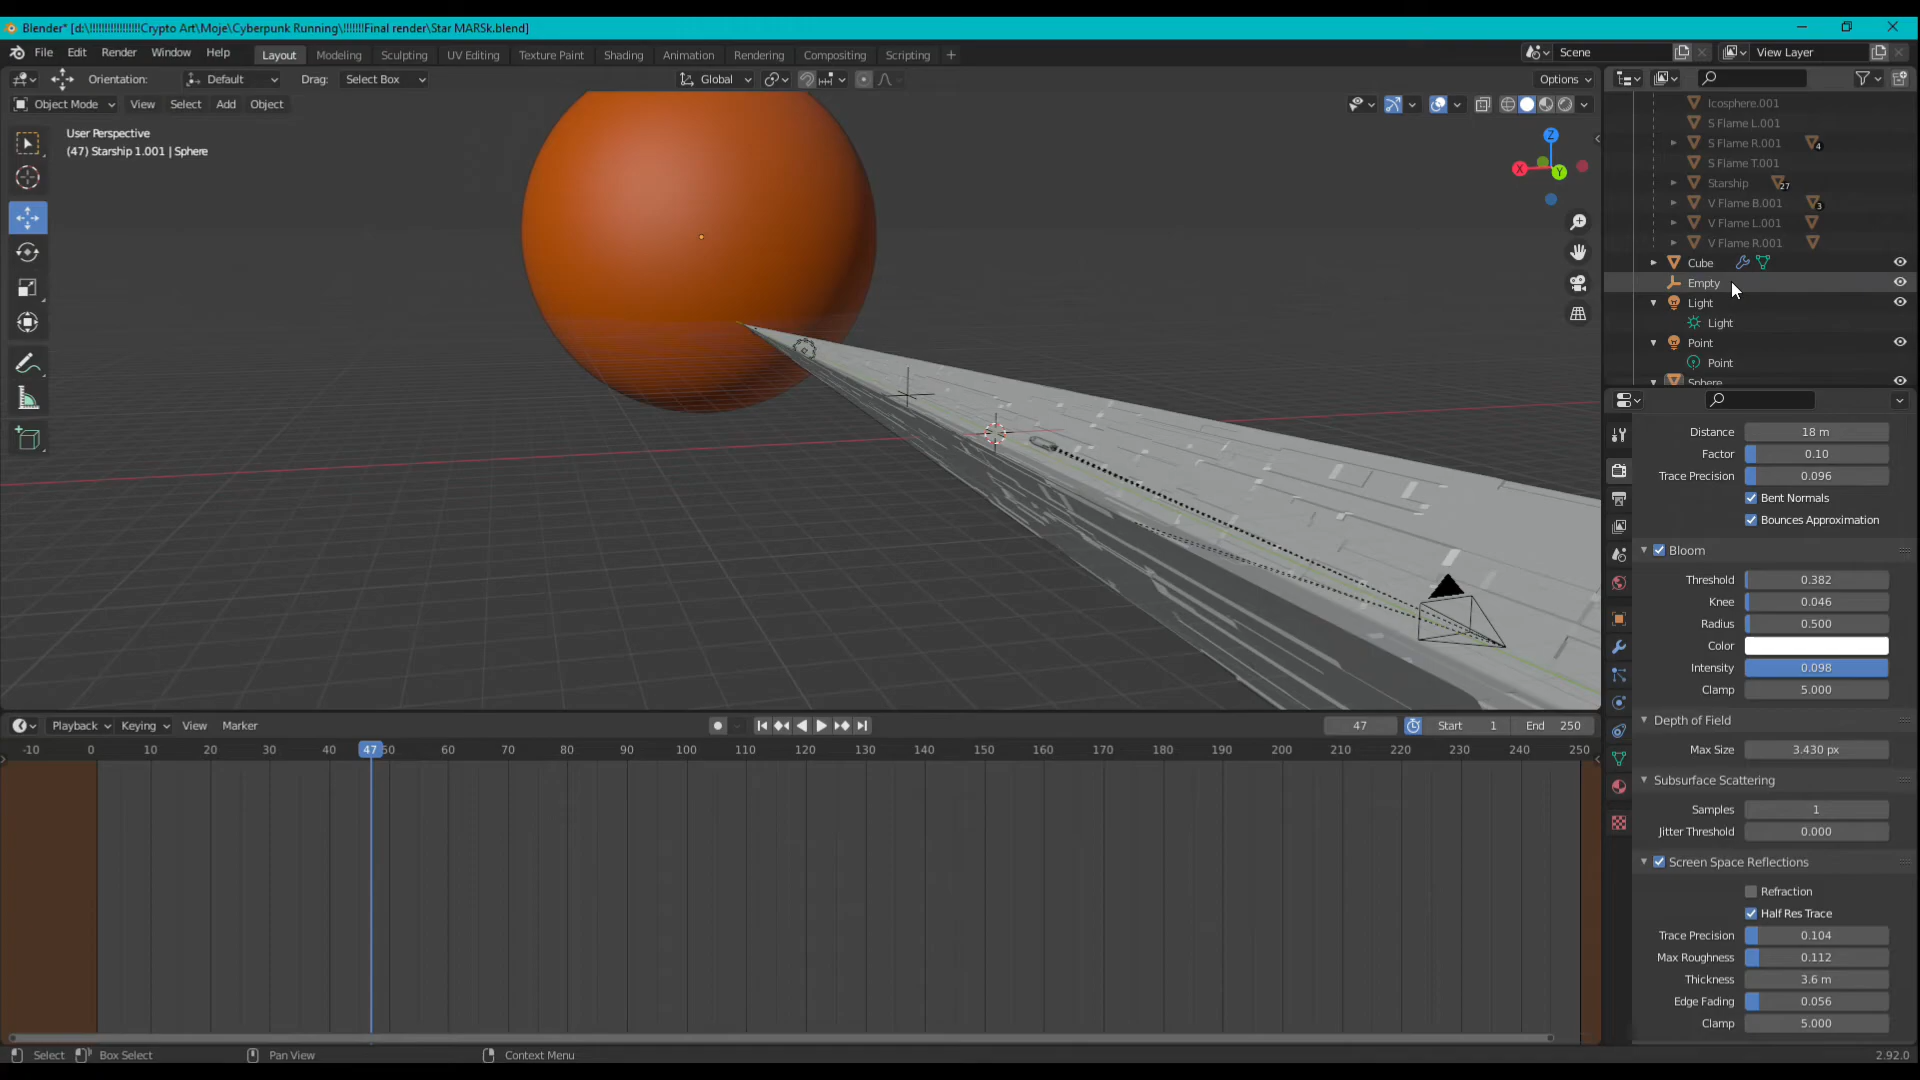 Blender* [d:\!!!!!!!!!!!!!!!!!Crypto Art\Moje\Cyberpunk Running\!!!!!!!Final render\Star MARSk.blend]
File Edit Render Window Help Layout Modeling Sculpting UV Editing Texture Paint Shading Animation Rendering Compositing Scripting + Scene View Layer
Orientation: Default Drag: Select Box Global Options
Object Mode View Select Add Object
User Perspective
(47) Starship 1.001 | Sphere
Z
X
Y
Icosphere.001
S Flame L.001
S Flame R.001 4
S Flame T.001
Starship 27
V Flame B.001 3
V Flame L.001
V Flame R.001
Cube
Empty
Light
Light
Point
Point
Sphere
Distance 18 m
Factor 0.10
Trace Precision 0.096
Bent Normals
Bounces Approximation
Bloom
Threshold 0.382
Knee 0.046
Radius 0.500
Color
Intensity 0.098
Clamp 5.000
Depth of Field
Max Size 3.430 px
Subsurface Scattering
Samples 1
Jitter Threshold 0.000
Screen Space Reflections
Refraction
Half Res Trace
Trace Precision 0.104
Max Roughness 0.112
Thickness 3.6 m
Edge Fading 0.056
Clamp 5.000
Playback Keying View Marker 47 Start 1 End 250
-10 0 10 20 30 40 47 50 60 70 80 90 100 110 120 130 140 150 160 170 180 190 200 210 220 230 240 250
Select Box Select Pan View Context Menu 2.92.0